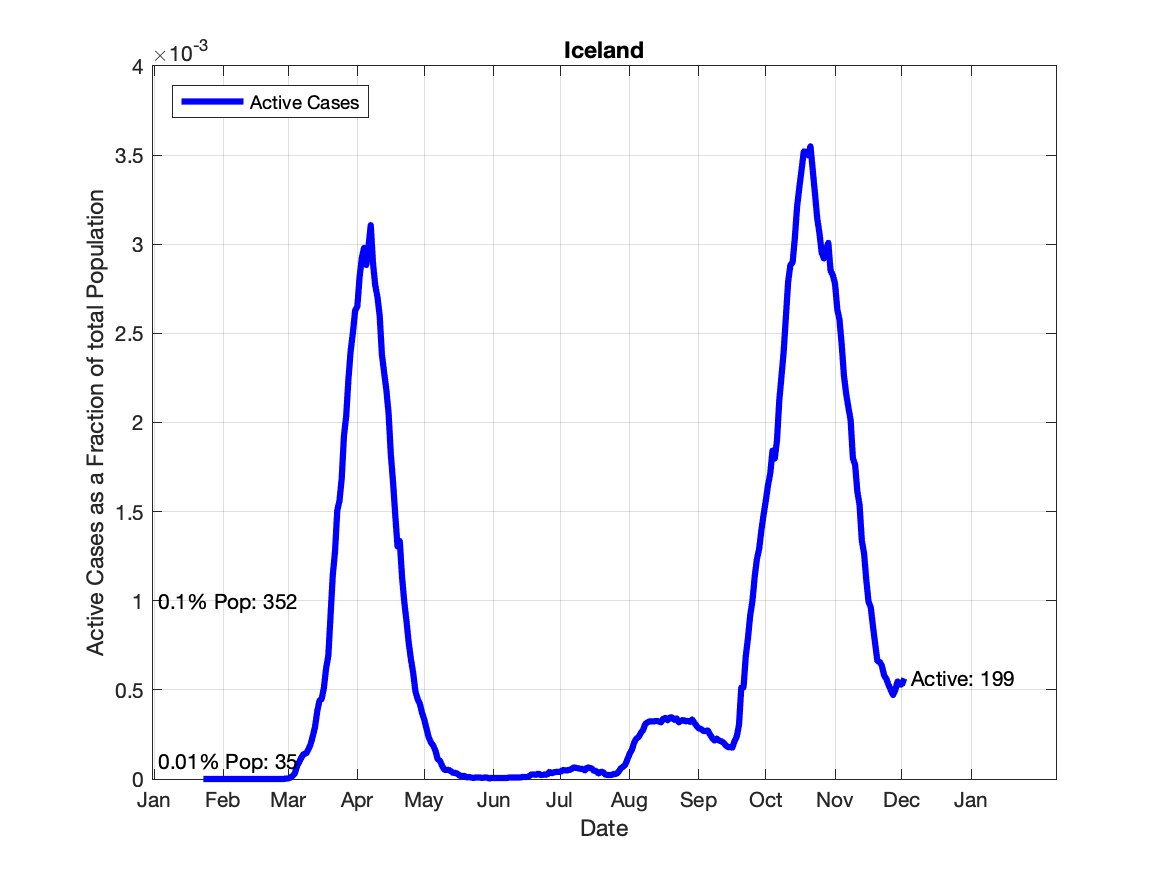 Iceland
×10-3
4
Active Cases
3.5
3
2.5
2
1.5
1
0.5
0
Active Cases as a Fraction of total Population
0.1% Pop: 352
0.01% Pop: 35
Active: 199
Jan Feb Mar Apr May Jun Jul Aug Sep Oct Nov Dec Jan
Date